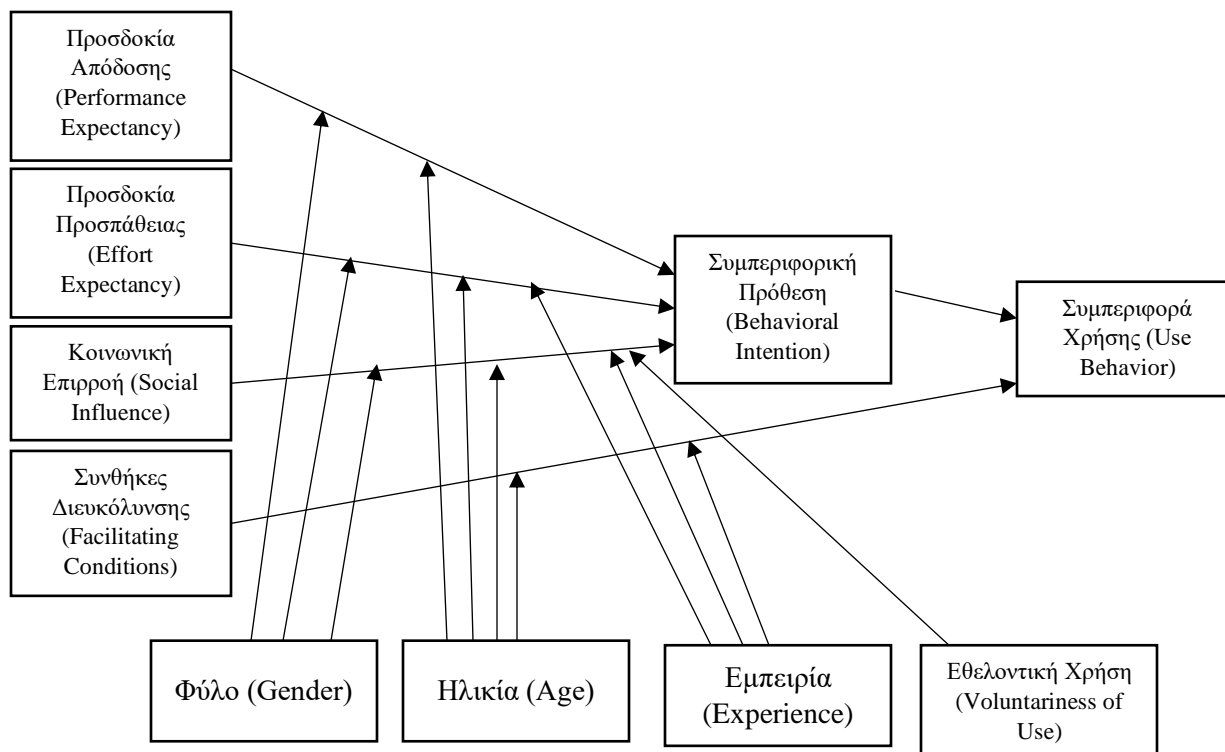 Προσδοκία
Απόδοσης
(Performance
Expectancy)
Προσδοκία
Προσπάθειας
(Effort
Expectancy)
Κοινωνική
Επιρροή (Social
Influence)
Συνθήκες
Διευκόλυνσης
(Facilitating
Conditions)
Συμπεριφορική
Πρόθεση
(Behavioral
Intention)
Συμπεριφορά
Χρήσης (Use
Behavior)
Φύλο (Gender)
Ηλικία (Age)
Εμπειρία
(Experience)
Εθελοντική Χρήση
(Voluntariness of
Use)